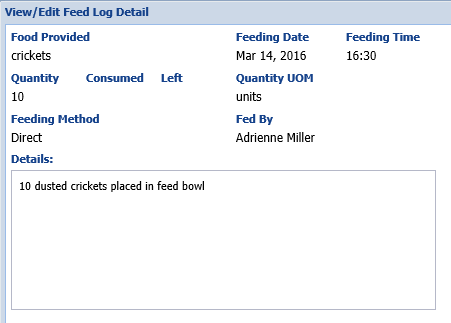 View/Edit Feed Log Detail
Food Provided Feeding Date Feeding Time
crickets Mar 14, 2016 16:30
Quantity Consumed Left Quantity UOM
10 units
Feeding Method Fed By
Direct Adrienne Miller
Details:
10 dusted crickets placed in feed bowl